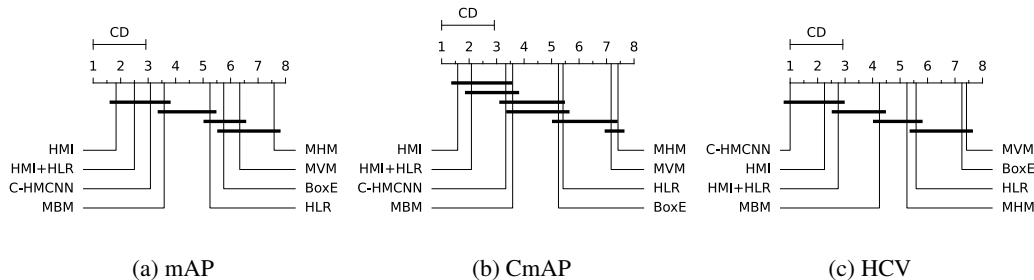 CD
1 2 3 4 5 6 7 8
HMI
HMI+HLR
C-HMCNN
MBM
MHM
MVM
BoxE
HLR
(a) mAP
CD
1 2 3 4 5 6 7 8
HMI
HMI+HLR
C-HMCNN
MBM
MHM
MVM
HLR
BoxE
(b) CmAP
CD
1 2 3 4 5 6 7 8
C-HMCNN
HMI
HMI+HLR
MBM
MVM
BoxE
HLR
MHM
(c) HCV